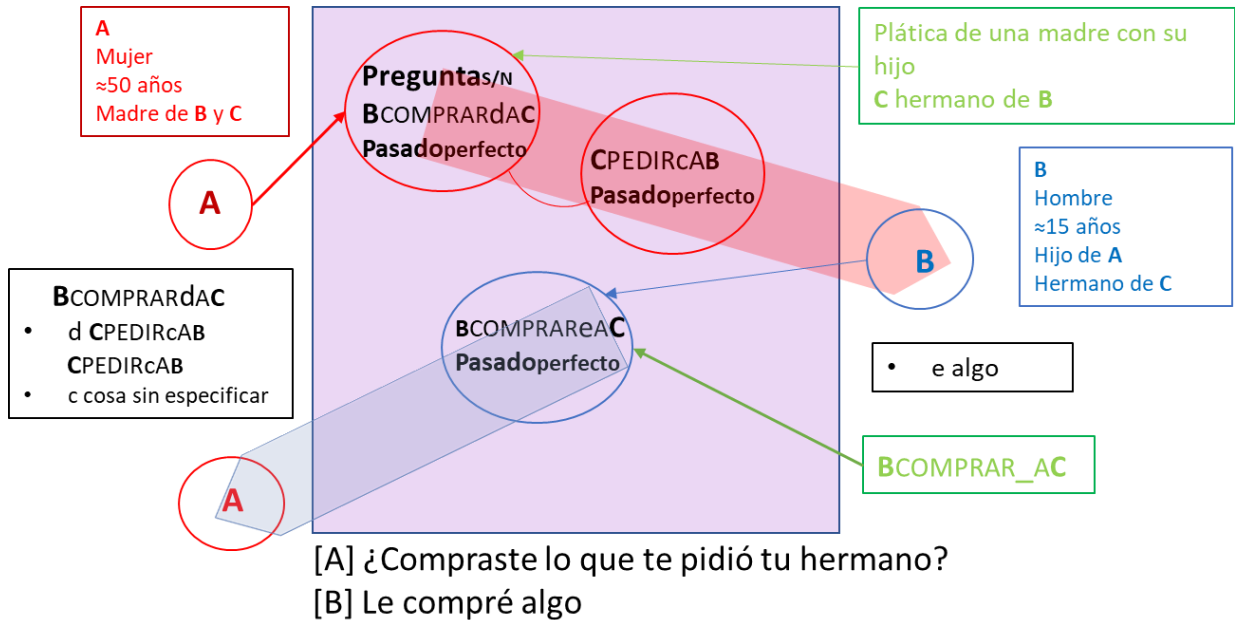 A
Mujer
≈50 años
Madre de B y C
Plática de una madre con su
hijo
C hermano de B
PreguntaS/N
BCOMPRARdAC
Pasadoperfecto
CPEDIRcAB
Pasadoperfecto
A
B
Hombre
≈15 años
Hijo de A
Hermano de C
B
BCOMPRARdAC
• d CPEDIRcAB
CPEDIRcAB
• c cosa sin especificar
BCOMPRAReAC
Pasadoperfecto
• e algo
BCOMPRAR_AC
A
[A] ¿Compraste lo que te pidió tu hermano?
[B] Le compré algo